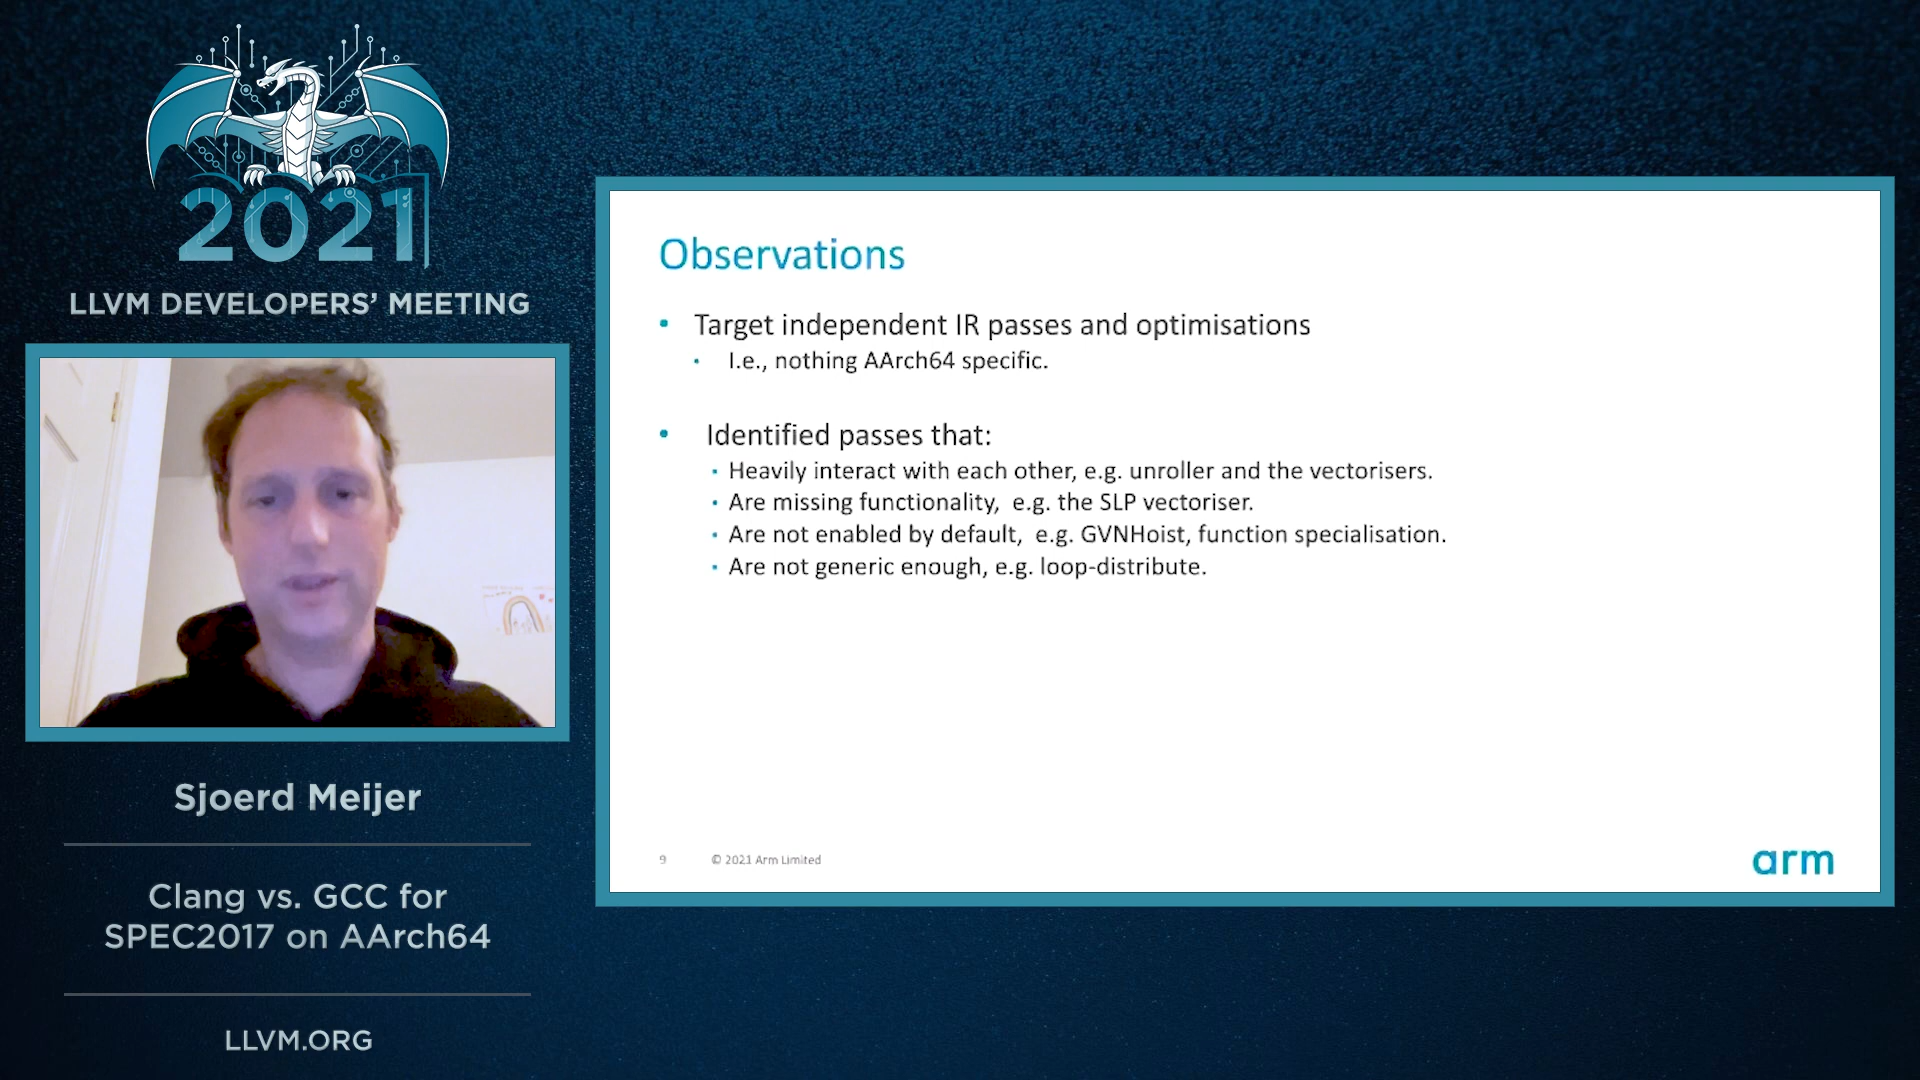 2021
LLVM DEVELOPERS' MEETING
Sjoerd Meijer
Clang vs. GCC for
SPEC2017 on AArch64
LLVM.ORG
Observations
• Target independent IR passes and optimisations
• I.e., nothing AArch64 specific.
• Identified passes that:
• Heavily interact with each other, e.g. unroller and the vectorisers.
• Are missing functionality, e.g. the SLP vectoriser.
• Are not enabled by default, e.g. GVNHoist, function specialisation.
• Are not generic enough, e.g. loop-distribute.
9 © 2021 Arm Limited
arm